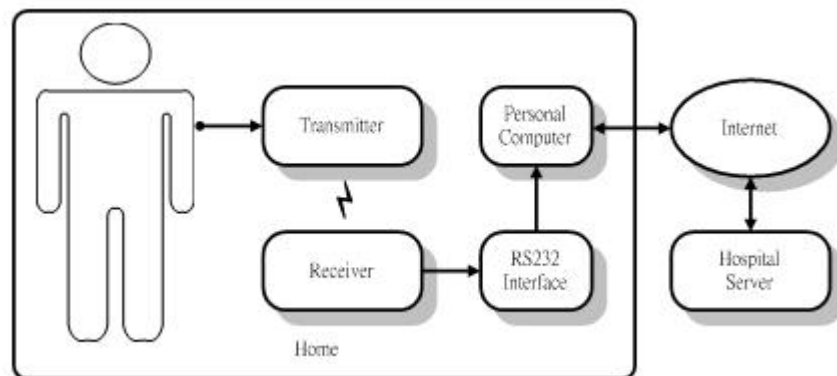 Transmitter
Personal
Computer
Internet
Receiver
RS232
Interface
Hospital
Server
Home